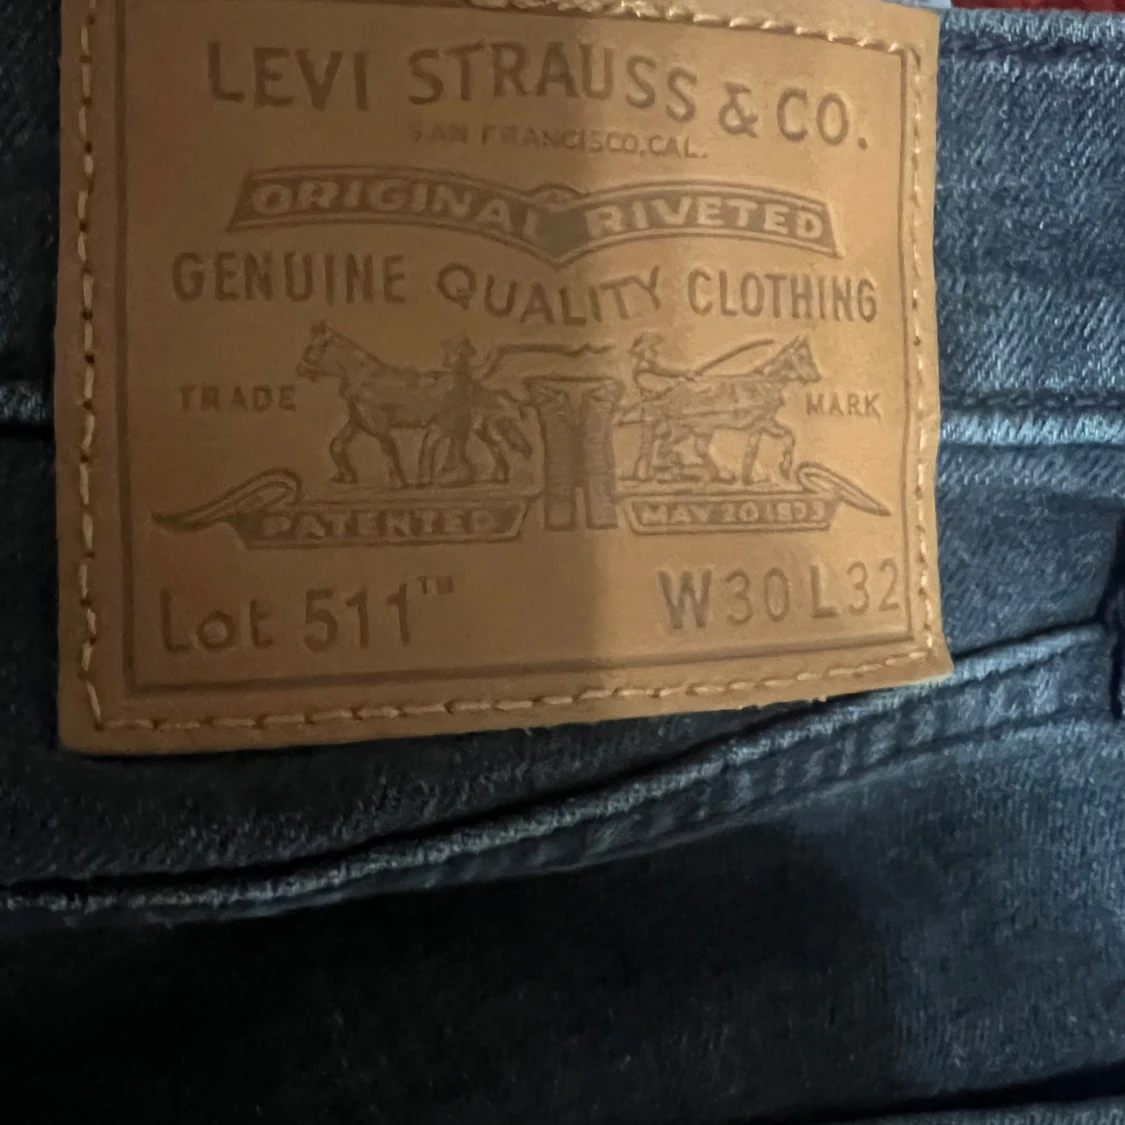 LEVI STRAUSS & CO.
SAN FRANCISCO, CAL.
ORIGINAL RIVETED
GENUINE QUALITY CLOTHING
TRADE MARK
PATENTED MAY 20 1873
Lot 511™ W30 L32